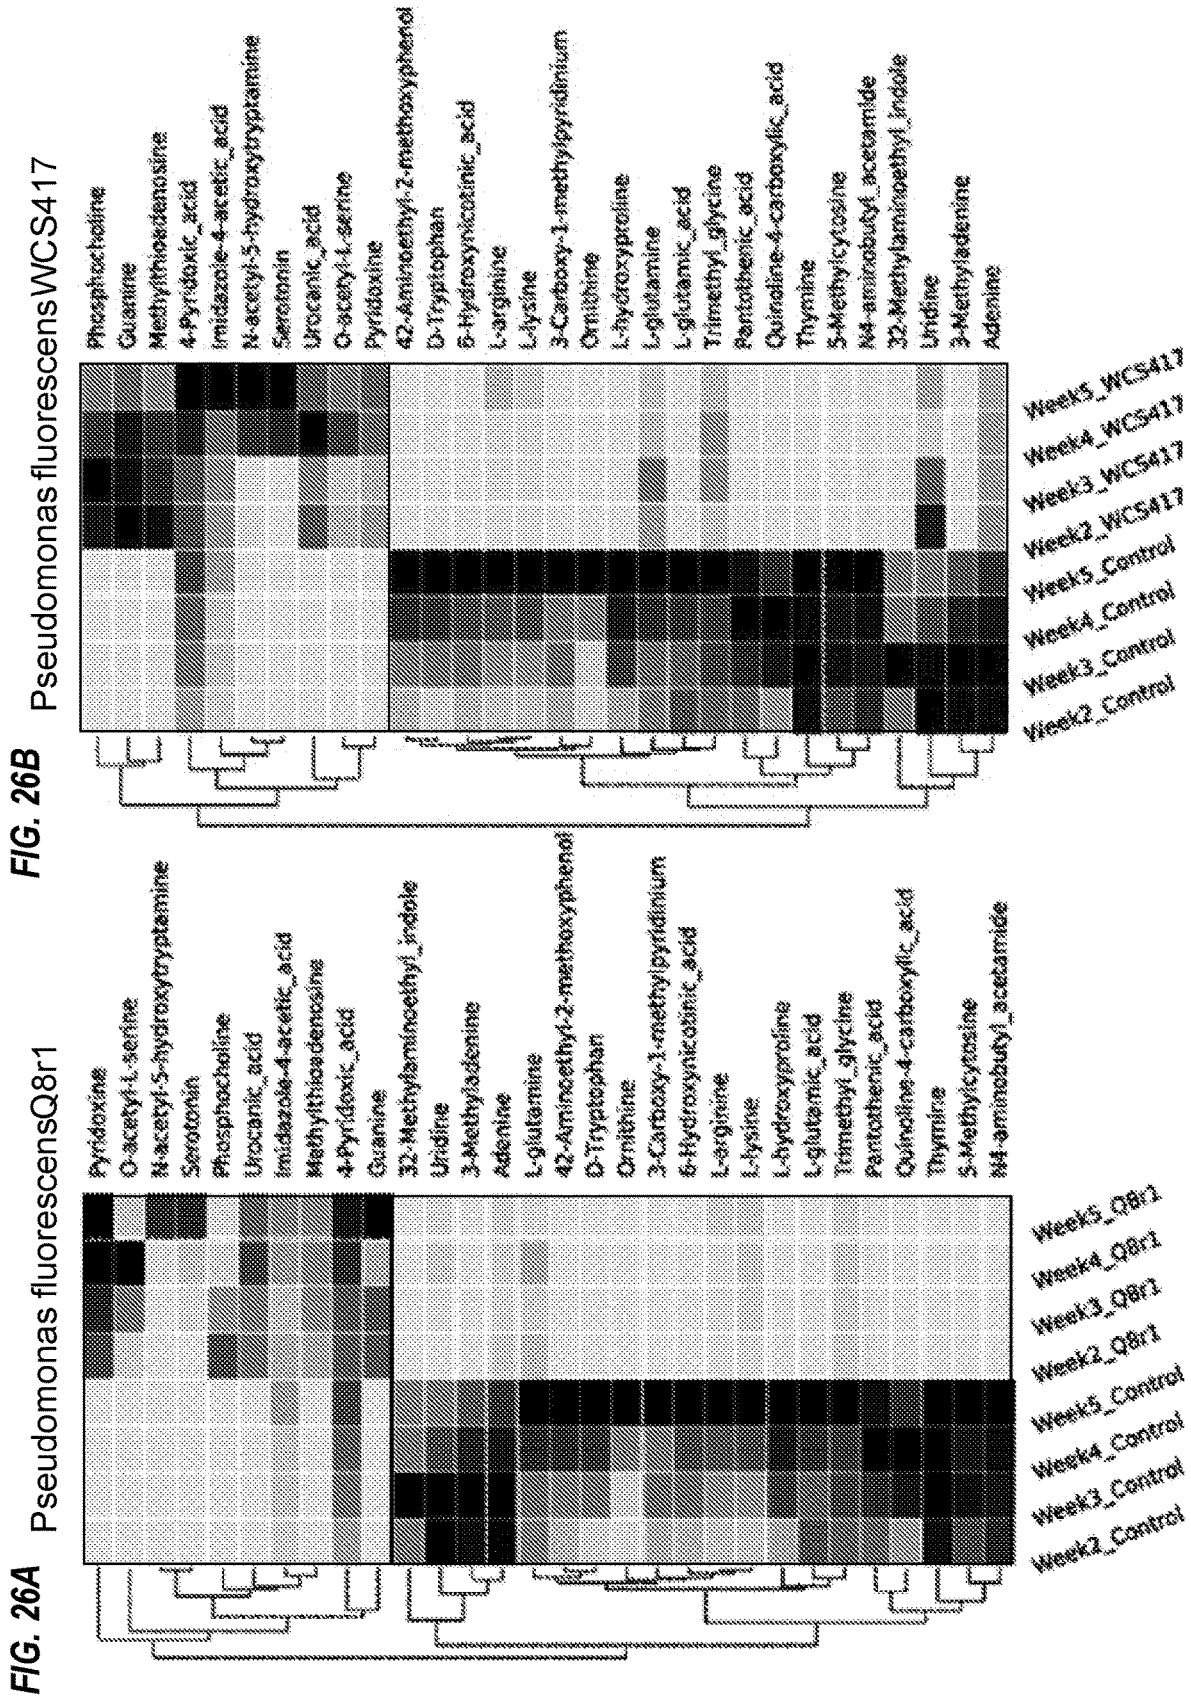 FIG. 26A
Pseudomonas fluorescensQ8r1
Pyridoxine
O-acetyl-L-serine
N-acetyl-5-hydroxytryptamine
Serotonin
Phosphocholine
Urocanic_acid
Imidazole-4-acetic_acid
Methylthioadenosine
4-Pyridoxic_acid
Guanine
32-Methylaminoethyl_indole
Uridine
3-Methyladenine
Adenine
L-glutamine
42-Aminoethyl-2-methoxyphenol
D-Tryptophan
Ornithine
3-Carboxy-1-methylpyridinium
6-Hydroxynicotinic_acid
L-arginine
L-lysine
L-hydroxyproline
L-glutamic_acid
Trimethyl_glycine
Pantothenic_acid
Quinoline-4-carboxylic_acid
Thymine
5-Methylcytosine
N4-aminobutyl_acetamide
Week2_Control
Week3_Control
Week4_Control
Week5_Control
Week2_Q8r1
Week3_Q8r1
Week4_Q8r1
Week5_Q8r1
FIG. 26B
Pseudomonas fluorescensWCS417
Phosphocholine
Guanine
Methylthioadenosine
4-Pyridoxic_acid
Imidazole-4-acetic_acid
N-acetyl-5-hydroxytryptamine
Serotonin
Urocanic_acid
O-acetyl-L-serine
Pyridoxine
42-Aminoethyl-2-methoxyphenol
D-Tryptophan
6-Hydroxynicotinic_acid
L-arginine
L-lysine
3-Carboxy-1-methylpyridinium
Ornithine
L-hydroxyproline
L-glutamine
L-glutamic_acid
Trimethyl_glycine
Pantothenic_acid
Quinoline-4-carboxylic_acid
Thymine
5-Methylcytosine
N4-aminobutyl_acetamide
32-Methylaminoethyl_indole
Uridine
3-Methyladenine
Adenine
Week2_Control
Week3_Control
Week4_Control
Week5_Control
Week2_WCS417
Week3_WCS417
Week4_WCS417
Week5_WCS417